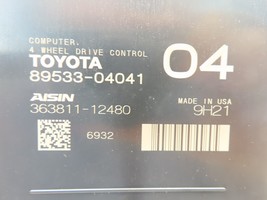 COMPUTER.
4 WHEEL DRIVE CONTROL
TOYOTA 04
89533-04041
AISIN MADE IN USA
363811-12480 9H21
6932